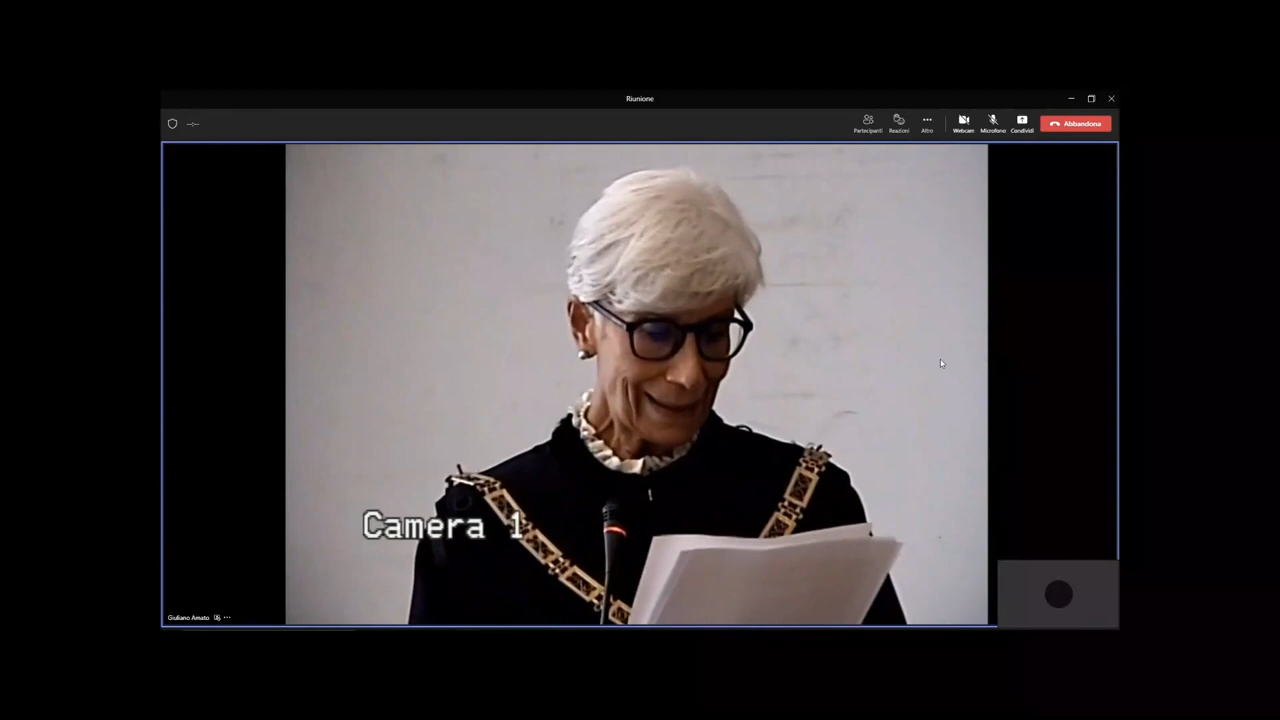 Riunione
Partecipanti Reazioni Altro Webcam Microfono Condividi Abbandona
Camera 1
Giuliano Amato